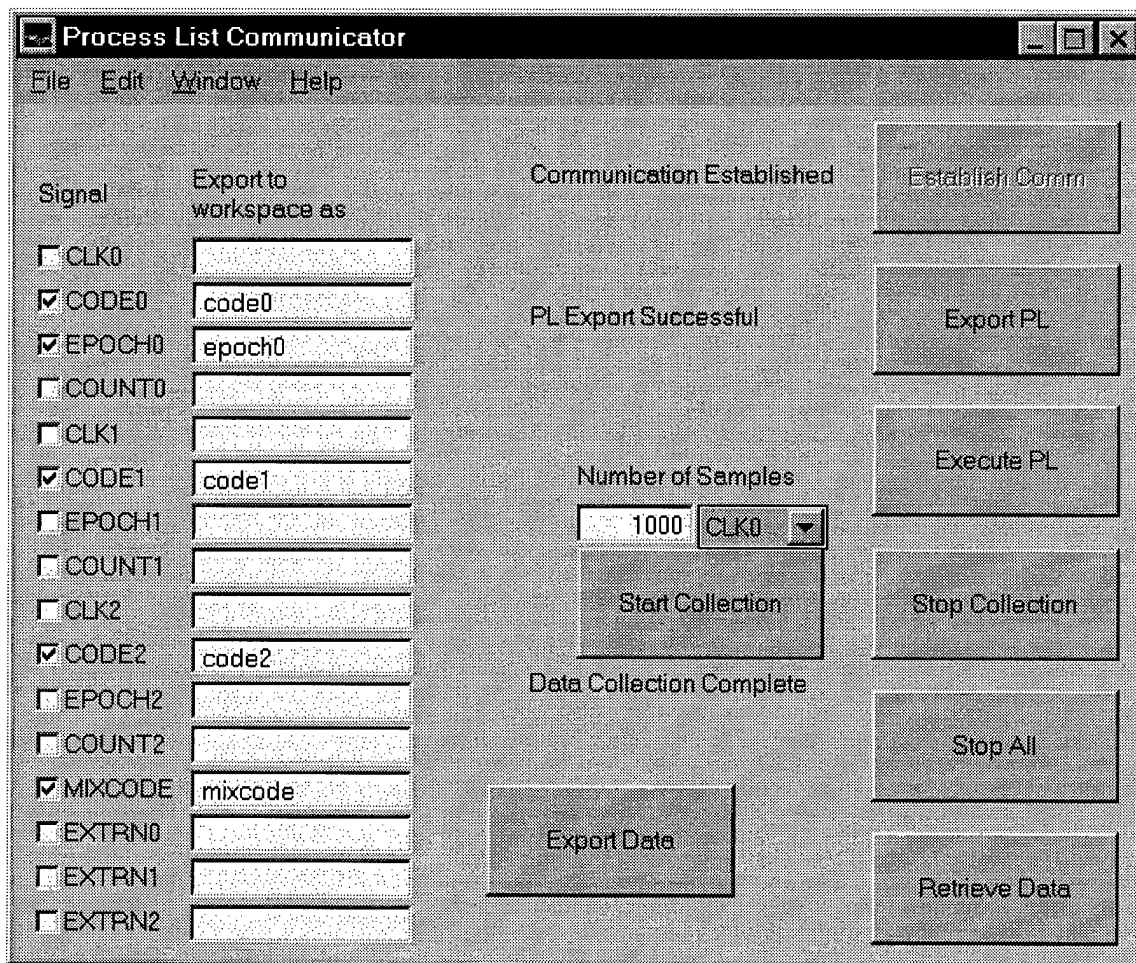 Process List Communicator
File Edit Window Help
Signal
Export to
workspace as
CLK0
CODE0 code0
EPOCH0 epoch0
COUNT0
CLK1
CODE1 code1
EPOCH1
COUNT1
CLK2
CODE2 code2
EPOCH2
COUNT2
MIXCODE mixcode
EXTRN0
EXTRN1
EXTRN2
Communication Established
PL Export Successful
Number of Samples
1000 CLK0
Start Collection
Data Collection Complete
Export Data
Establish Comm
Export PL
Execute PL
Stop Collection
Stop All
Retrieve Data